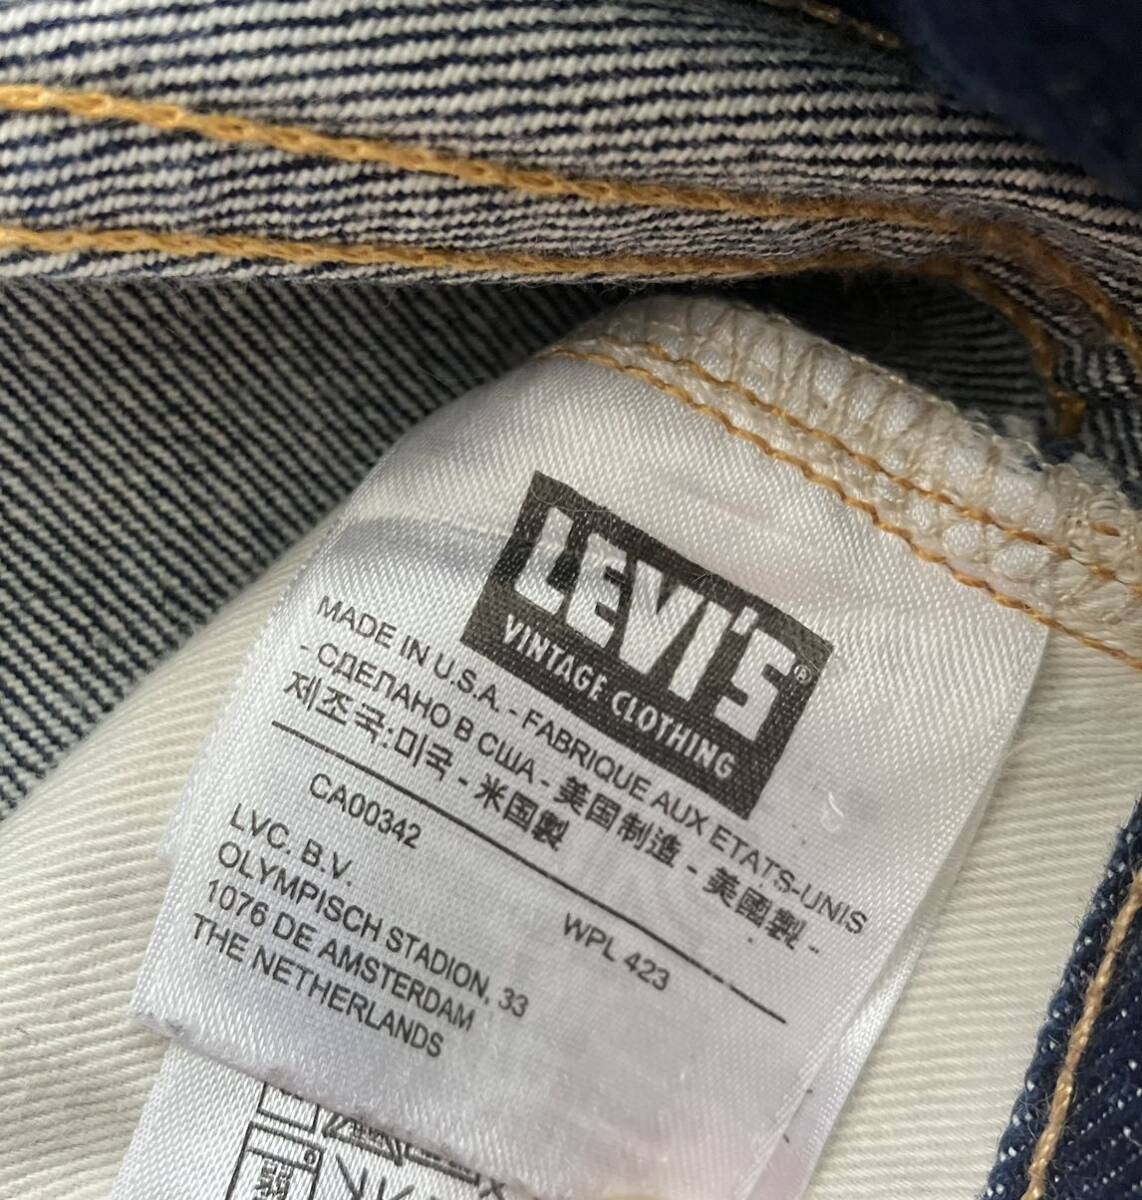 LEVI'S®
VINTAGE CLOTHING
MADE IN U.S.A. - FABRIQUE AUX ETATS-UNIS
- СДЕЛАНО В США - 美国制造 - 美國製 -
제조국:미국 - 米国製
CA00342
WPL 423
LVC. B.V.
OLYMPISCH STADION, 33
1076 DE AMSTERDAM
THE NETHERLANDS